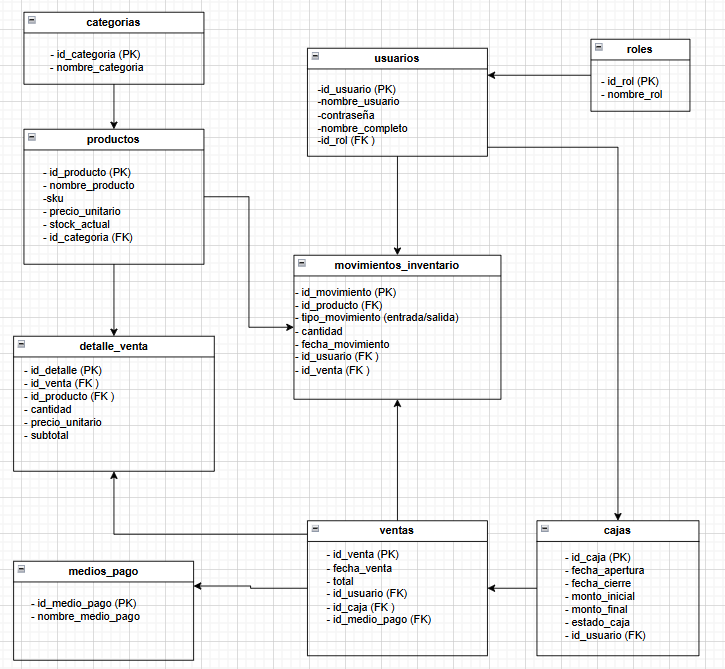 categorias
- id_categoria (PK)
- nombre_categoria
productos
- id_producto (PK)
- nombre_producto
-sku
- precio_unitario
- stock_actual
- id_categoria (FK)
detalle_venta
- id_detalle (PK)
- id_venta (FK )
- id_producto (FK )
- cantidad
- precio_unitario
- subtotal
medios_pago
- id_medio_pago (PK)
- nombre_medio_pago
usuarios
-id_usuario (PK)
-nombre_usuario
-contraseña
-nombre_completo
-id_rol (FK )
roles
- id_rol (PK)
- nombre_rol
movimientos_inventario
- id_movimiento (PK)
- id_producto (FK)
- tipo_movimiento (entrada/salida)
- cantidad
- fecha_movimiento
- id_usuario (FK )
- id_venta (FK )
ventas
- id_venta (PK)
- fecha_venta
- total
- id_usuario (FK)
- id_caja (FK )
- id_medio_pago (FK)
cajas
- id_caja (PK)
- fecha_apertura
- fecha_cierre
- monto_inicial
- monto_final
- estado_caja
- id_usuario (FK)